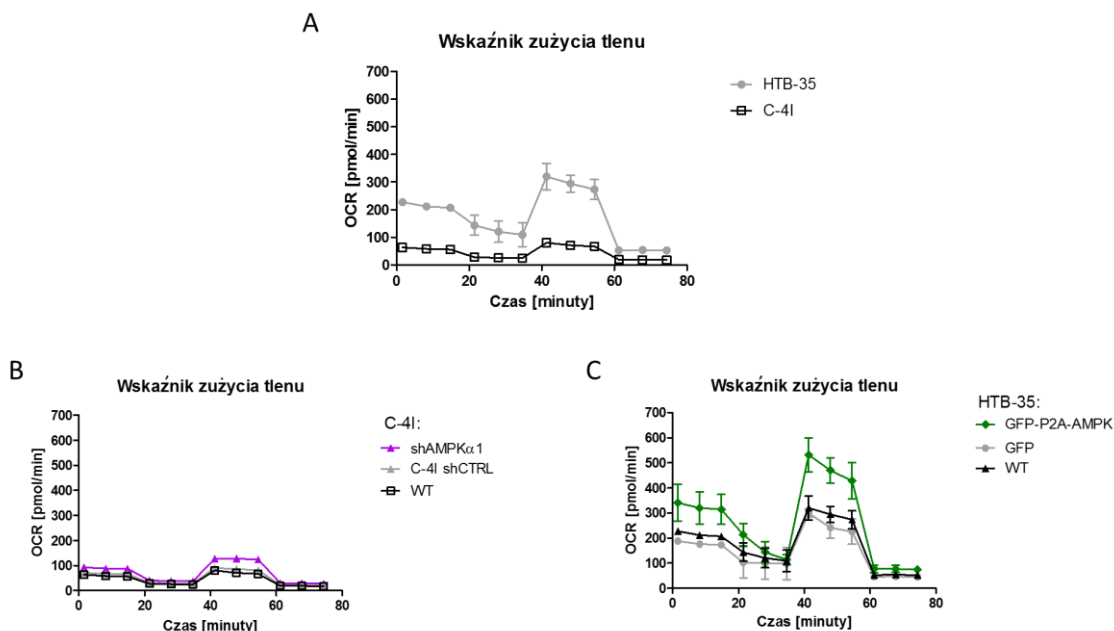 A
Wskaźnik zużycia tlenu
700
600
500
400
300
200
100
0
OCR [pmol/min]
0 20 40 60 80
Czas [minuty]
HTB-35
C-4I
B
Wskaźnik zużycia tlenu
700
600
500
400
300
200
100
0
OCR [pmol/min]
0 20 40 60 80
Czas [minuty]
C-4I:
shAMPKα1
C-4I shCTRL
WT
C
Wskaźnik zużycia tlenu
700
600
500
400
300
200
100
0
OCR [pmol/min]
0 20 40 60 80
Czas [minuty]
HTB-35:
GFP-P2A-AMPK
GFP
WT